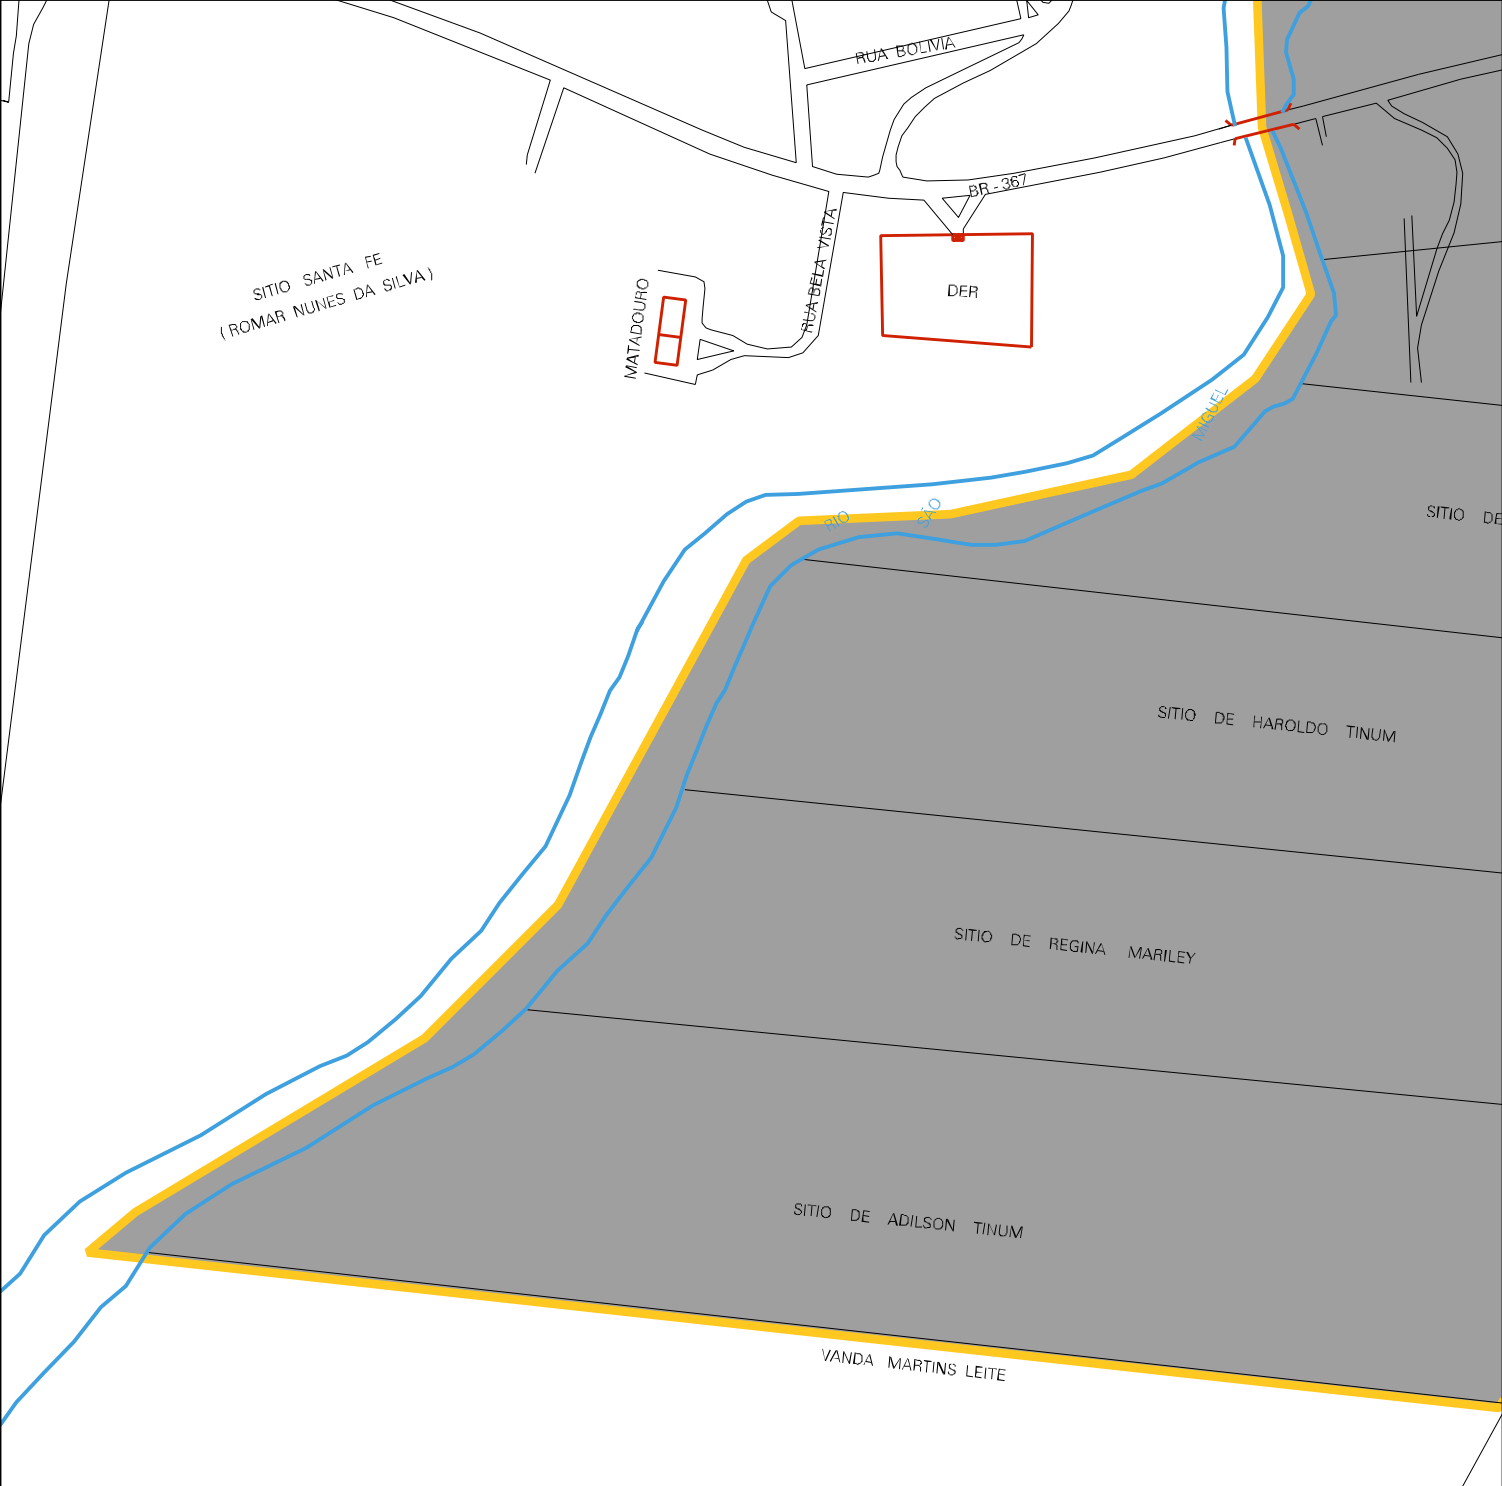 RUA BOLIVIA
BR - 367
SITIO SANTA FE
( ROMAR NUNES DA SILVA )
MATADOURO
RUA BELA VISTA
DER
MIGUEL
SÃO
RIO
SITIO DE
SITIO DE HAROLDO TINUM
SITIO DE REGINA MARILEY
SITIO DE ADILSON TINUM
VANDA MARTINS LEITE